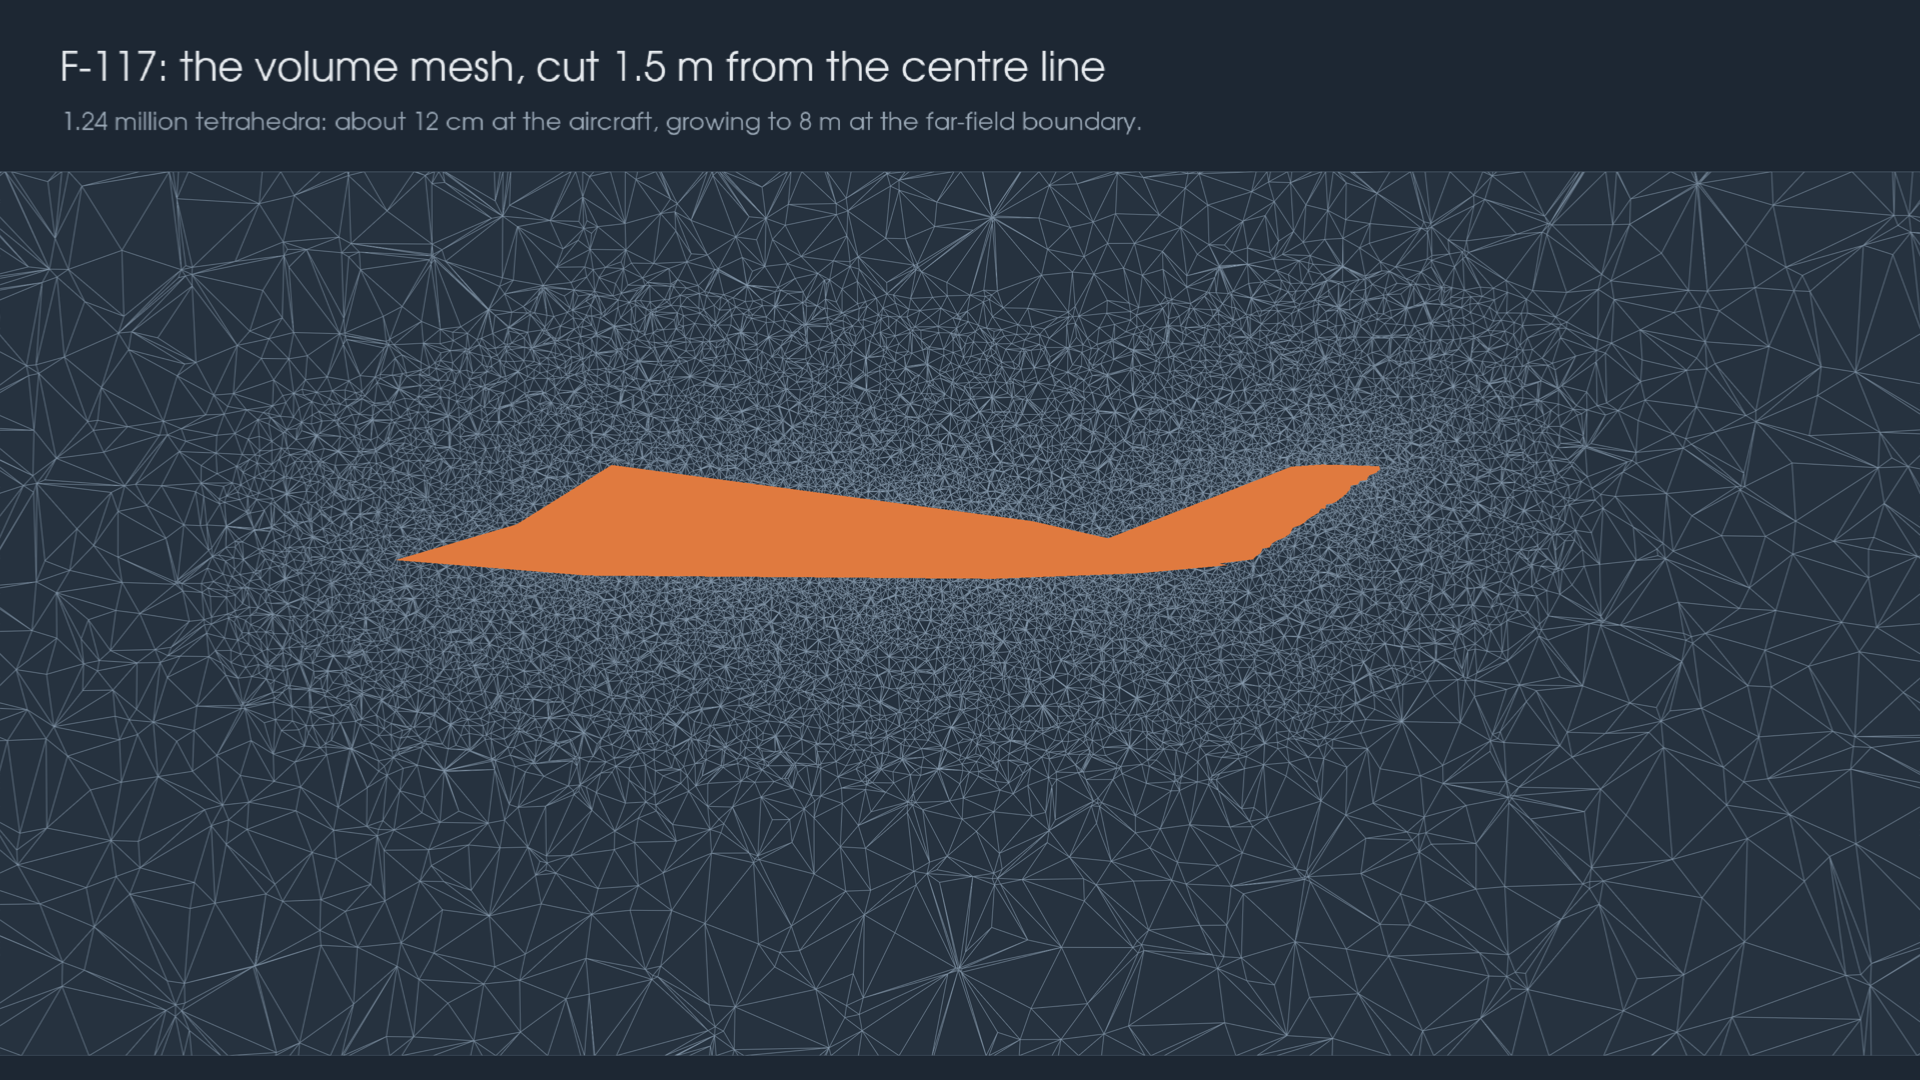 F-117: the volume mesh, cut 1.5 m from the centre line
1.24 million tetrahedra: about 12 cm at the aircraft, growing to 8 m at the far-field boundary.